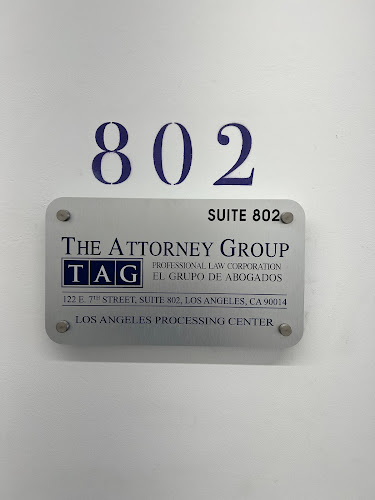 802
SUITE 802
THE ATTORNEY GROUP
TAG
PROFESSIONAL LAW CORPORATION
EL GRUPO DE ABOGADOS
122 E. 7TH STREET, SUITE 802, LOS ANGELES, CA 90014
LOS ANGELES PROCESSING CENTER